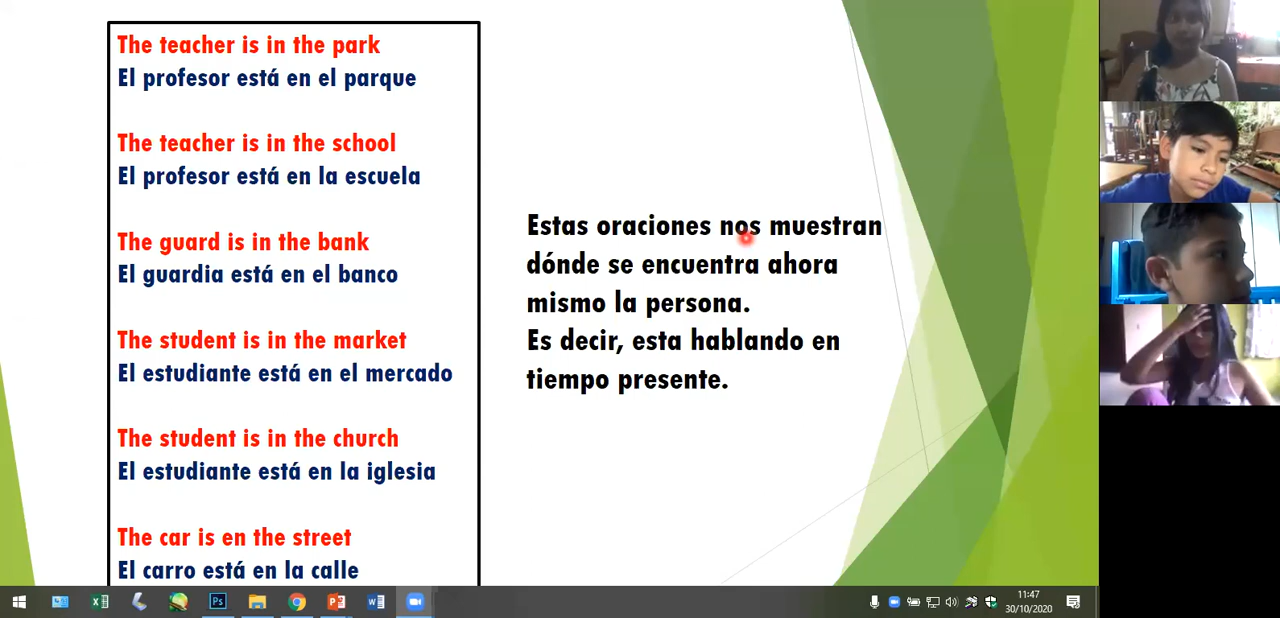 The teacher is in the park
El profesor está en el parque
The teacher is in the school
El profesor está en la escuela
The guard is in the bank
El guardia está en el banco
The student is in the market
El estudiante está en el mercado
The student is in the church
El estudiante está en la iglesia
The car is en the street
El carro está en la calle
Estas oraciones nos muestran
dónde se encuentra ahora
mismo la persona.
Es decir, esta hablando en
tiempo presente.
Ps
11:47
30/10/2020